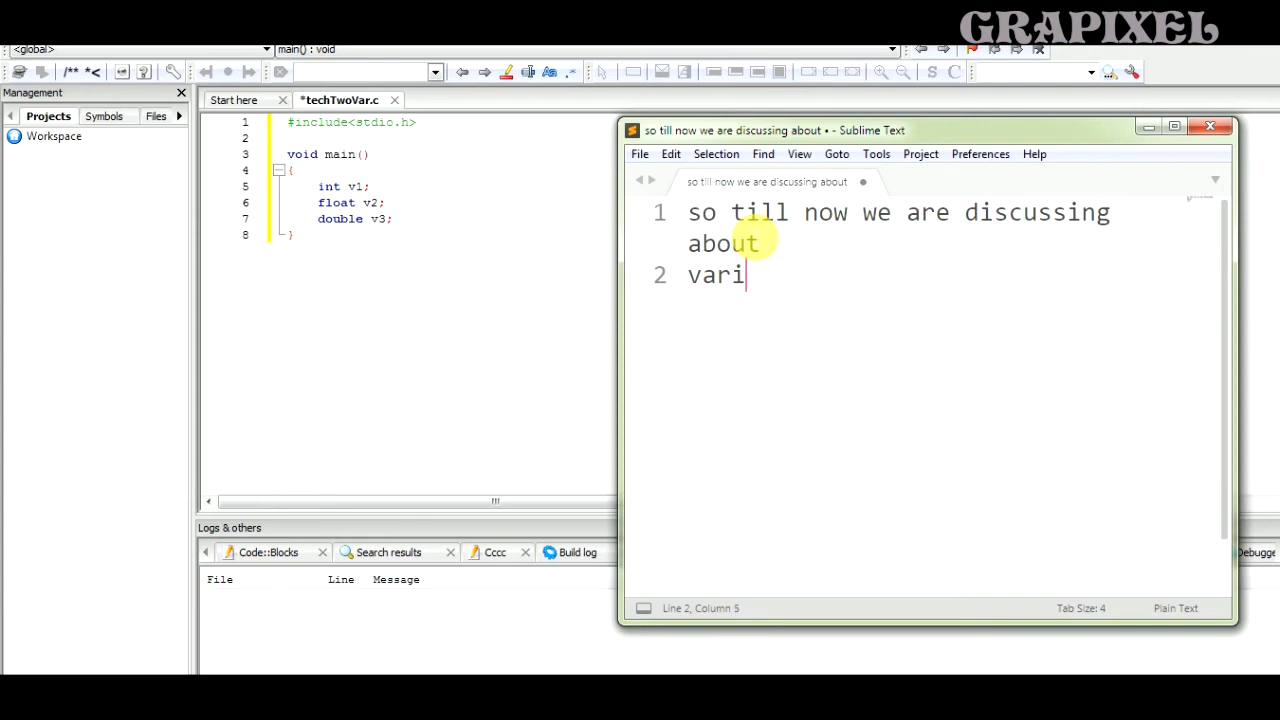 GRAPIXEL
<global>
main() : void
/** *<
S C
Management
Start here
*techTwoVar.c
Projects Symbols Files
Workspace
1 #include<stdio.h>
2
3 void main()
4 {
5 int v1;
6 float v2;
7 double v3;
8 }
so till now we are discussing about • - Sublime Text
File Edit Selection Find View Goto Tools Project Preferences Help
so till now we are discussing about
1 so till now we are discussing
about
2 vari
Line 2, Column 5 Tab Size: 4 Plain Text
Logs & others
Code::Blocks Search results Cccc Build log Debugge
File Line Message